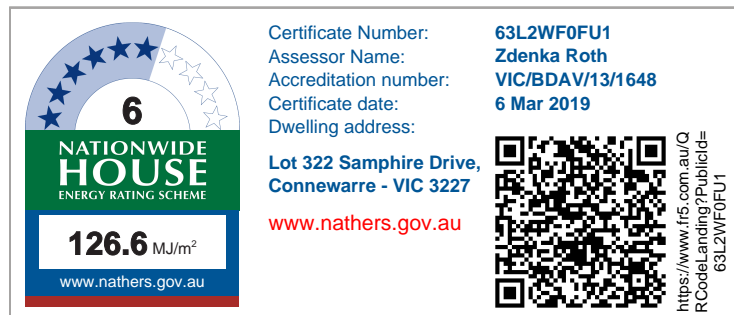 6
NATIONWIDE
HOUSE
ENERGY RATING SCHEME
126.6 MJ/m²
www.nathers.gov.au
Certificate Number: 63L2WF0FU1
Assessor Name: Zdenka Roth
Accreditation number: VIC/BDAV/13/1648
Certificate date: 6 Mar 2019
Dwelling address:
Lot 322 Samphire Drive,
Connewarre - VIC 3227
www.nathers.gov.au
https://www.fr5.com.au/Q
RCodeLanding?PublicId=
63L2WF0FU1